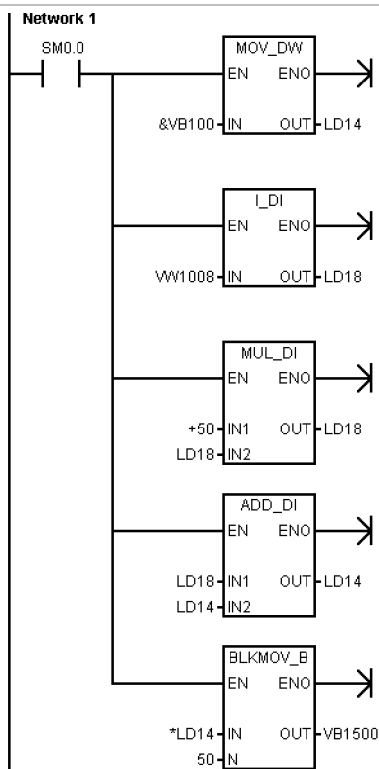 Network 1
SM0.0
MOV_DW
EN ENO
&VB100 IN OUT LD14
I_DI
EN ENO
VW1008 IN OUT LD18
MUL_DI
EN ENO
+50 IN1 OUT LD18
LD18 IN2
ADD_DI
EN ENO
LD18 IN1 OUT LD14
LD14 IN2
BLKMOV_B
EN ENO
*LD14 IN OUT VB1500
50 N